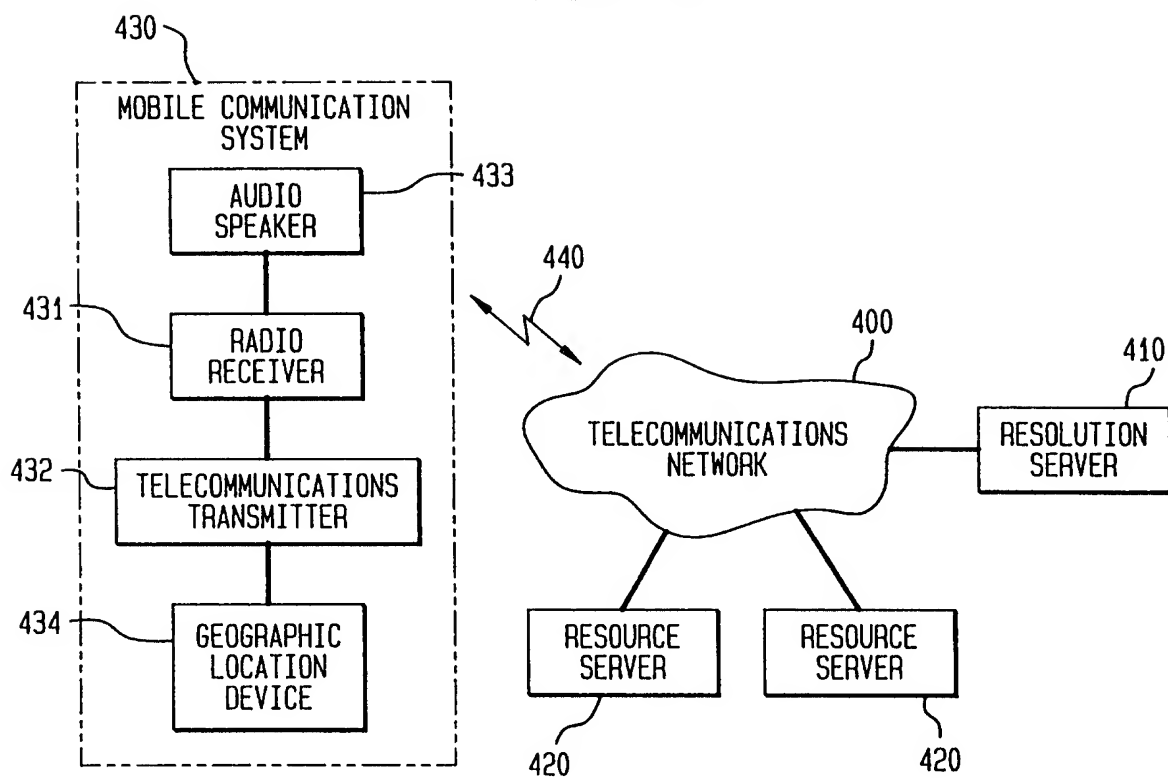 430
MOBILE COMMUNICATION
SYSTEM
AUDIO
SPEAKER
433
431
RADIO
RECEIVER
432
TELECOMMUNICATIONS
TRANSMITTER
434
GEOGRAPHIC
LOCATION
DEVICE
440
400
TELECOMMUNICATIONS
NETWORK
410
RESOLUTION
SERVER
RESOURCE
SERVER
420
RESOURCE
SERVER
420